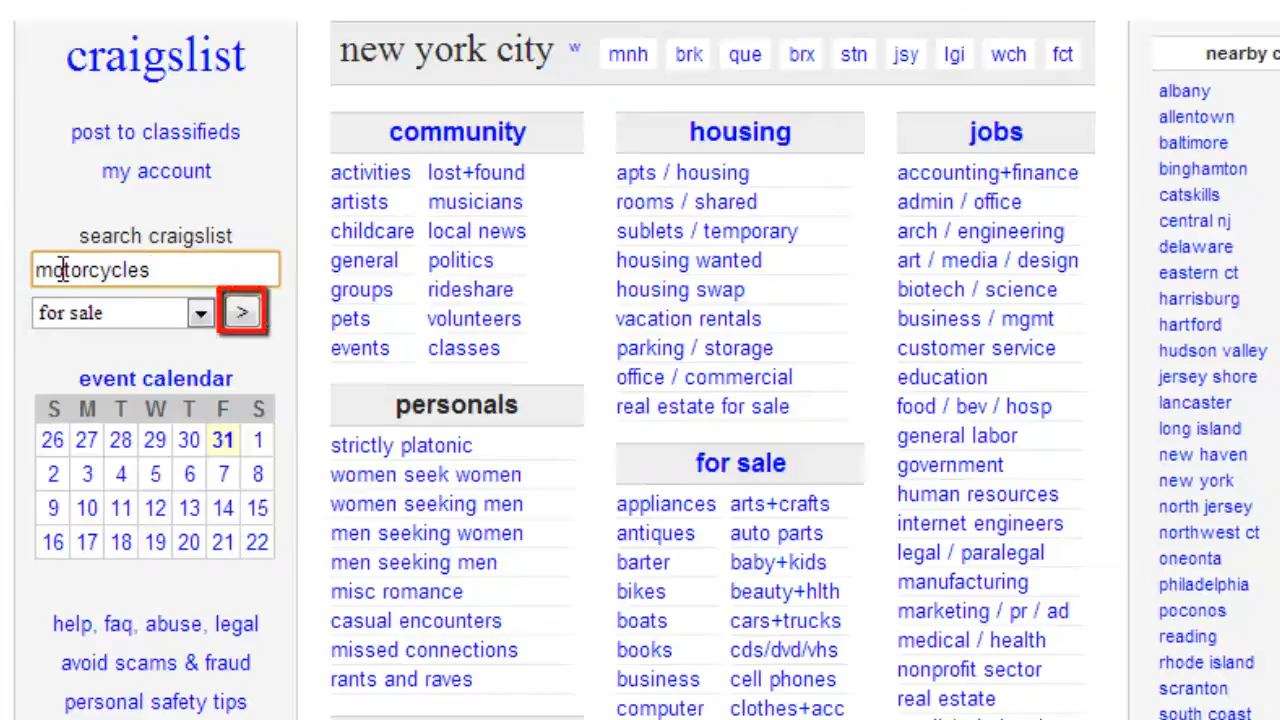 craigslist
post to classifieds
my account
search craigslist
motorcycles
for sale
>
event calendar
S M T W T F S
26 27 28 29 30 31 1
2 3 4 5 6 7 8
9 10 11 12 13 14 15
16 17 18 19 20 21 22
help, faq, abuse, legal
avoid scams & fraud
personal safety tips
new york city w mnh brk que brx stn jsy lgi wch fct
community
activities lost+found
artists musicians
childcare local news
general politics
groups rideshare
pets volunteers
events classes
personals
strictly platonic
women seek women
women seeking men
men seeking women
men seeking men
misc romance
casual encounters
missed connections
rants and raves
housing
apts / housing
rooms / shared
sublets / temporary
housing wanted
housing swap
vacation rentals
parking / storage
office / commercial
real estate for sale
for sale
appliances arts+crafts
antiques auto parts
barter baby+kids
bikes beauty+hlth
boats cars+trucks
books cds/dvd/vhs
business cell phones
computer clothes+acc
jobs
accounting+finance
admin / office
arch / engineering
art / media / design
biotech / science
business / mgmt
customer service
education
food / bev / hosp
general labor
government
human resources
internet engineers
legal / paralegal
manufacturing
marketing / pr / ad
medical / health
nonprofit sector
real estate
nearby c
albany
allentown
baltimore
binghamton
catskills
central nj
delaware
eastern ct
harrisburg
hartford
hudson valley
jersey shore
lancaster
long island
new haven
new york
north jersey
northwest ct
oneonta
philadelphia
poconos
reading
rhode island
scranton
south coast